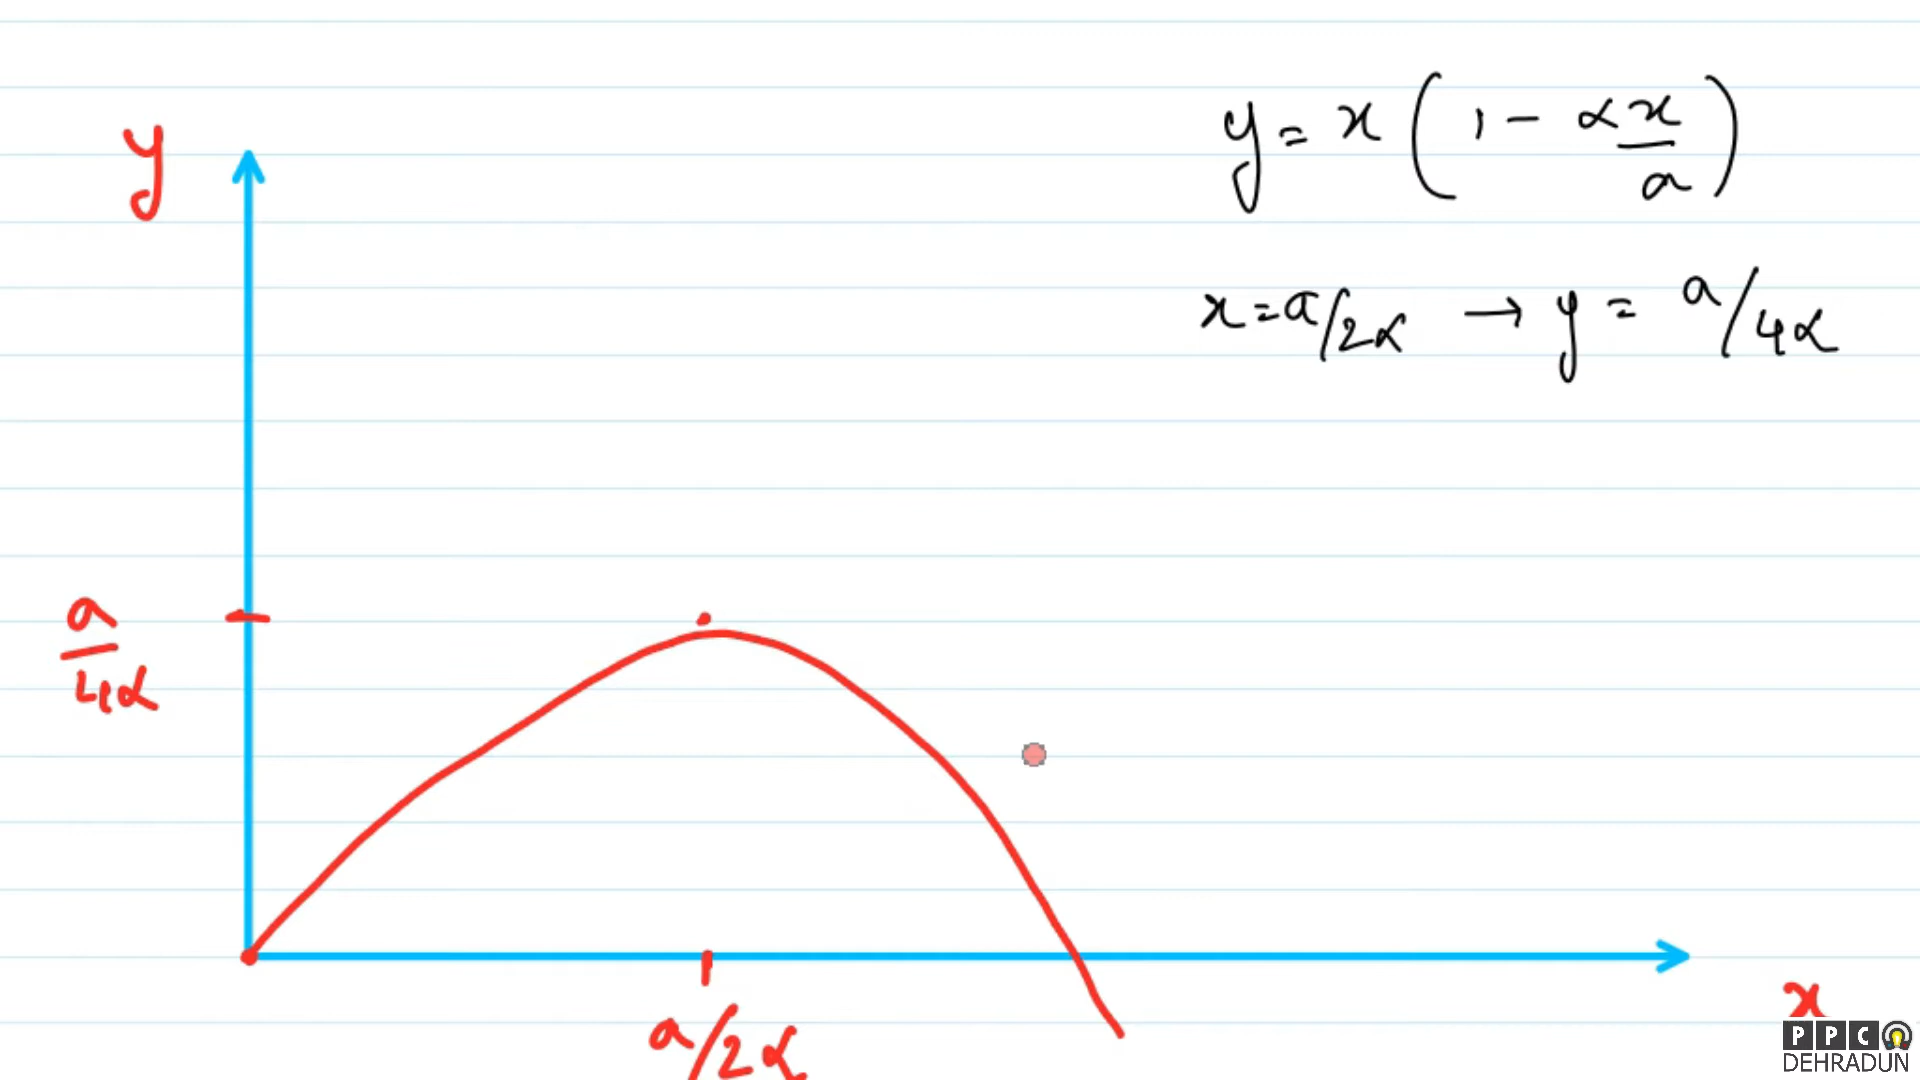 y = x (1 - αx/a)
x = a/2α → y = a/4α
y
a/4α
a/2α
x
PPC
DEHRADUN